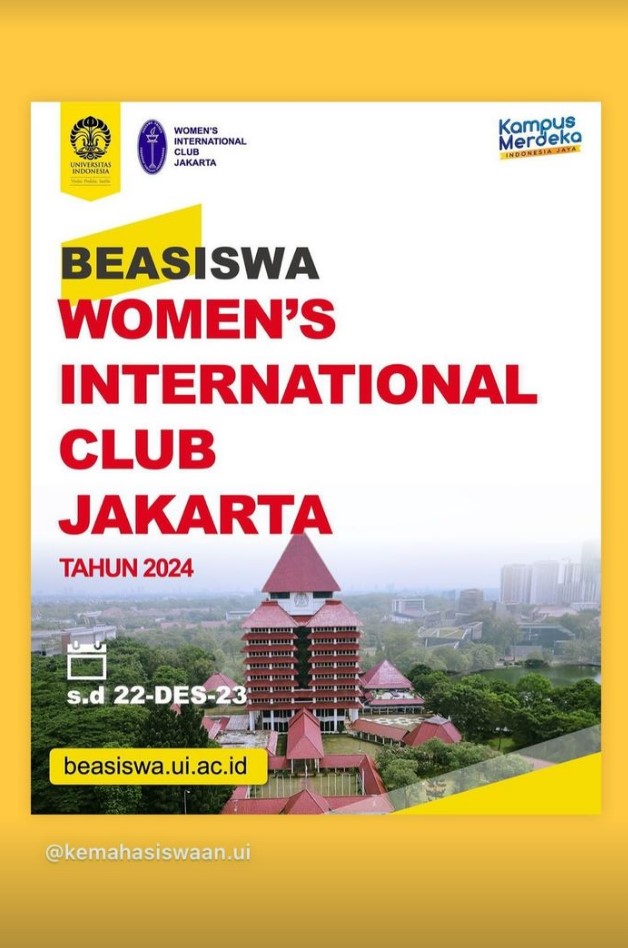 UNIVERSITAS
INDONESIA
WOMEN'S
INTERNATIONAL
CLUB
JAKARTA
Kampus
Merdeka
INDONESIA JAYA
BEASISWA
WOMEN'S
INTERNATIONAL
CLUB
JAKARTA
TAHUN 2024
s.d 22-DES-23
beasiswa.ui.ac.id
@kemahasiswaan.ui